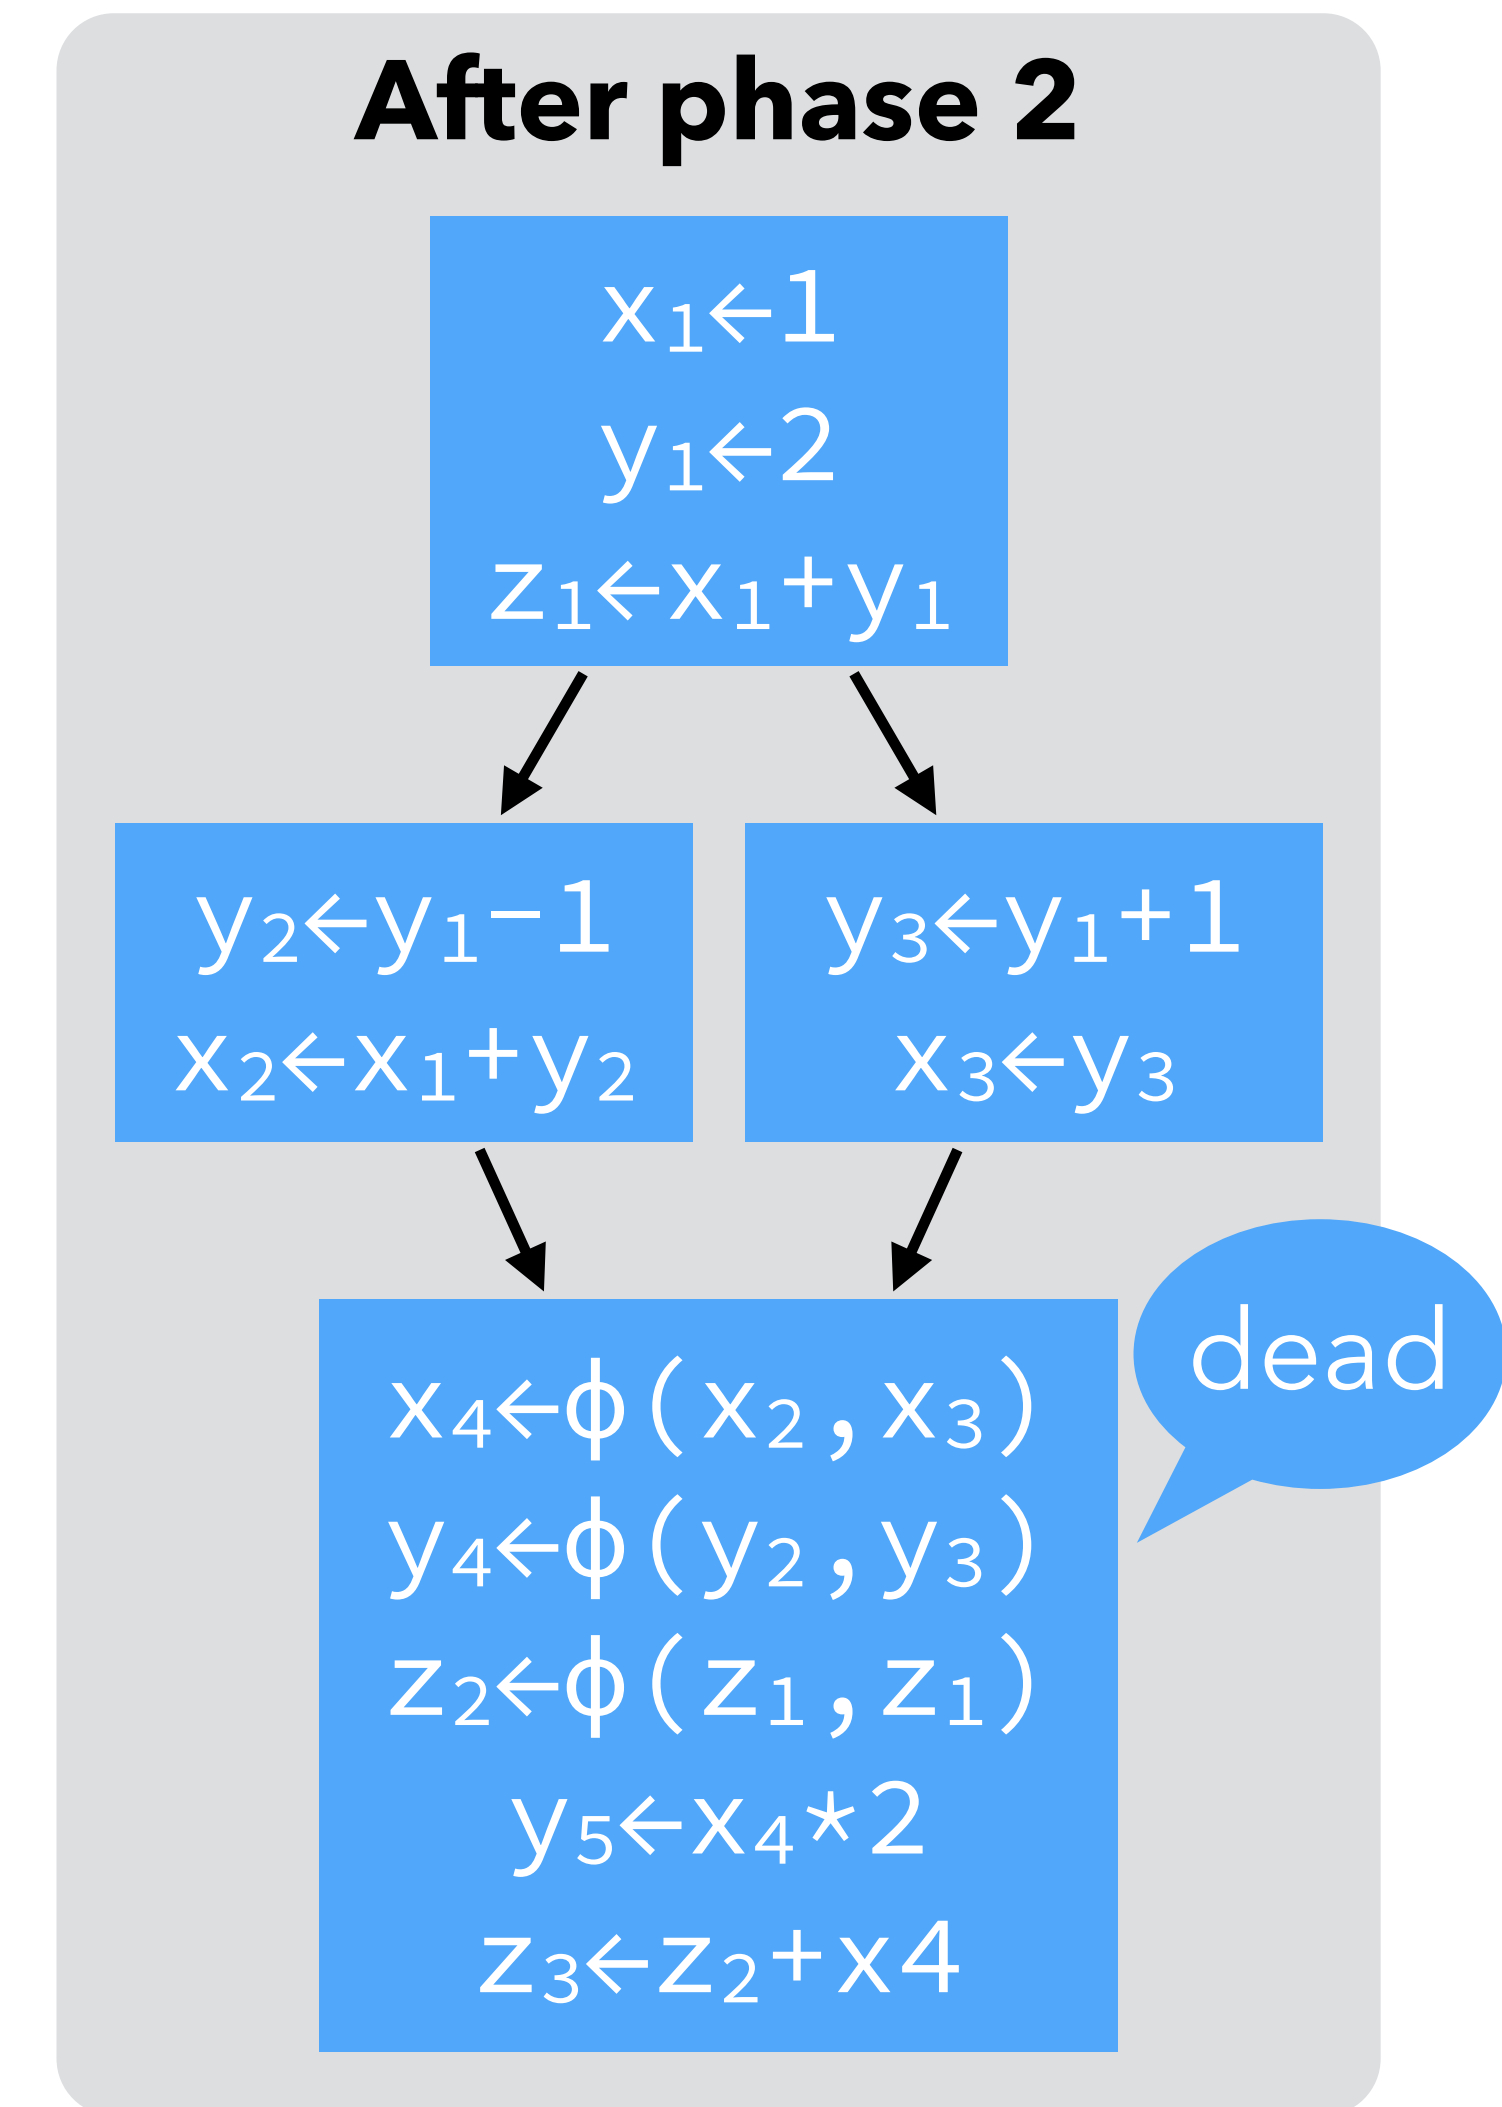 After phase 2
x₁←1
y₁←2
z₁←x₁+y₁
y₂←y₁-1
x₂←x₁+y₂
y₃←y₁+1
x₃←y₃
dead
x₄←ϕ(x₂,x₃)
y₄←ϕ(y₂,y₃)
z₂←ϕ(z₁,z₁)
y₅←x₄*2
z₃←z₂+x4